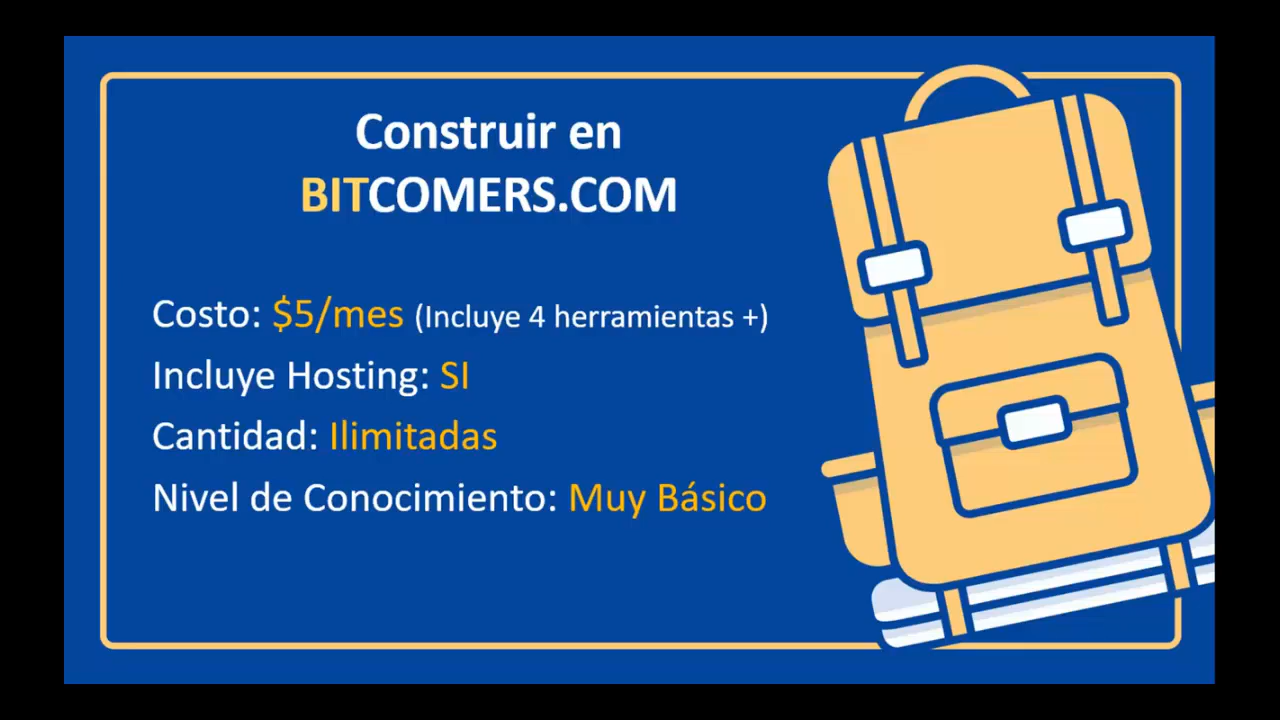 Construir en
BITCOMERS.COM
Costo: $5/mes (Incluye 4 herramientas +)
Incluye Hosting: SI
Cantidad: Ilimitadas
Nivel de Conocimiento: Muy Básico